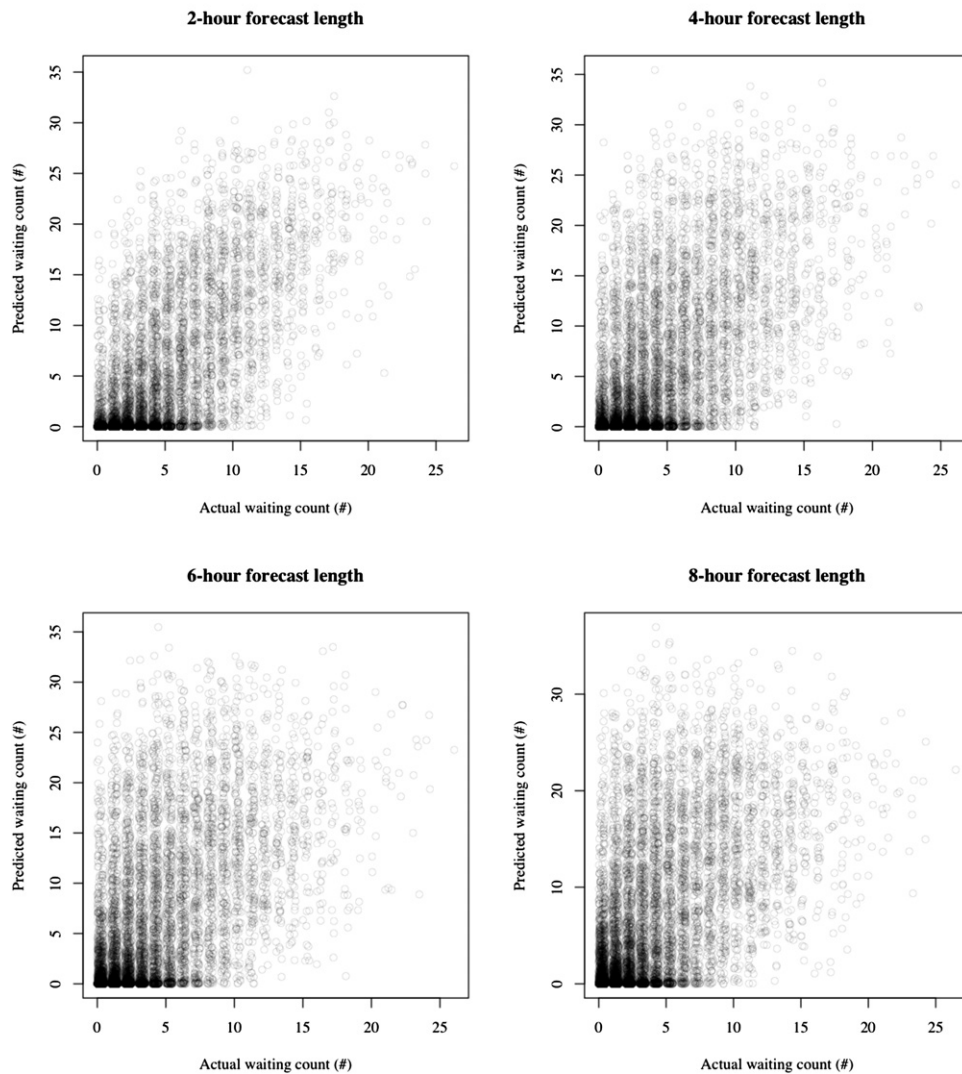 2-hour forecast length
35
30
25
20
15
10
5
0
Predicted waiting count (#)
0 5 10 15 20 25
Actual waiting count (#)
4-hour forecast length
35
30
25
20
15
10
5
0
Predicted waiting count (#)
0 5 10 15 20 25
Actual waiting count (#)
6-hour forecast length
35
30
25
20
15
10
5
0
Predicted waiting count (#)
0 5 10 15 20 25
Actual waiting count (#)
8-hour forecast length
30
20
10
0
Predicted waiting count (#)
0 5 10 15 20 25
Actual waiting count (#)